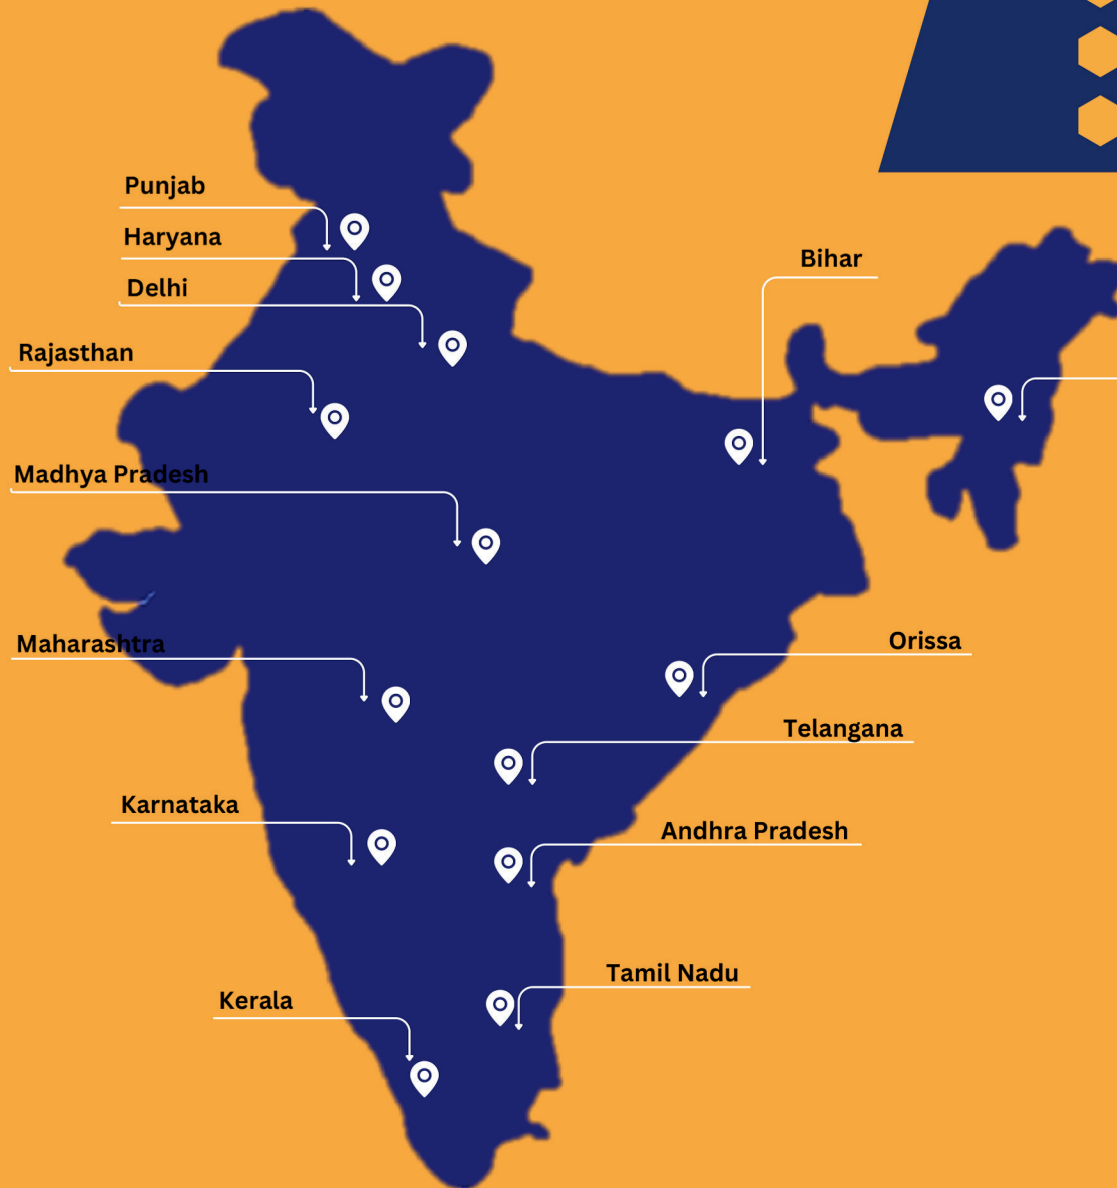 Punjab
Haryana
Delhi
Bihar
Rajasthan
Madhya Pradesh
Maharashtra
Orissa
Telangana
Karnataka
Andhra Pradesh
Tamil Nadu
Kerala